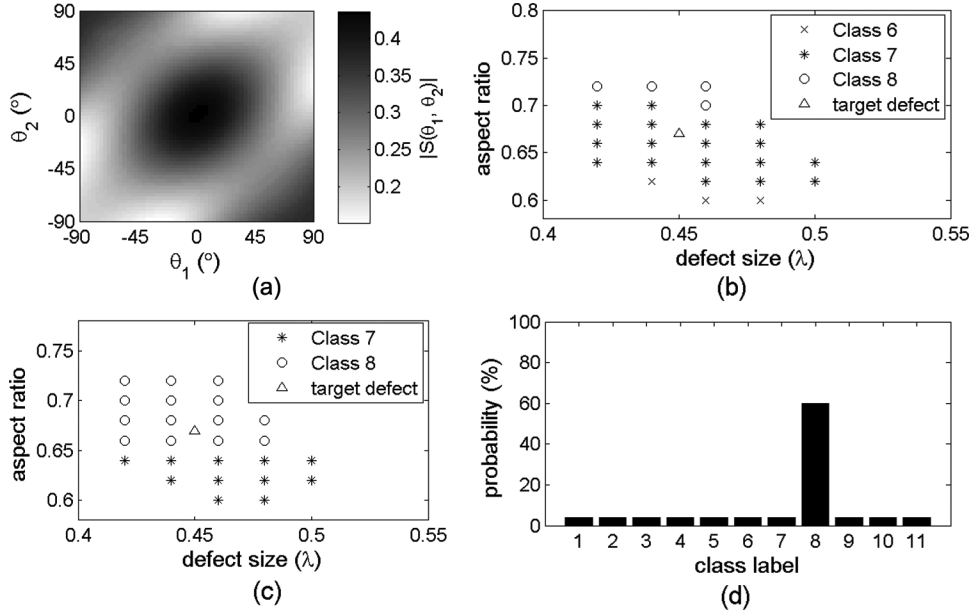 90
45
0
-45
-90
θ2 (°)
-90 -45 0 45 90
θ1 (°)
0.4
0.35
0.3
0.25
0.2
|S(θ1, θ2)|
(a)
0.8
0.75
0.7
0.65
0.6
aspect ratio
Class 6
Class 7
Class 8
target defect
0.4 0.45 0.5 0.55
defect size (λ)
(b)
0.75
0.7
0.65
0.6
aspect ratio
Class 7
Class 8
target defect
0.4 0.45 0.5 0.55
defect size (λ)
(c)
100
80
60
40
20
0
probability (%)
1 2 3 4 5 6 7 8 9 10 11
class label
(d)